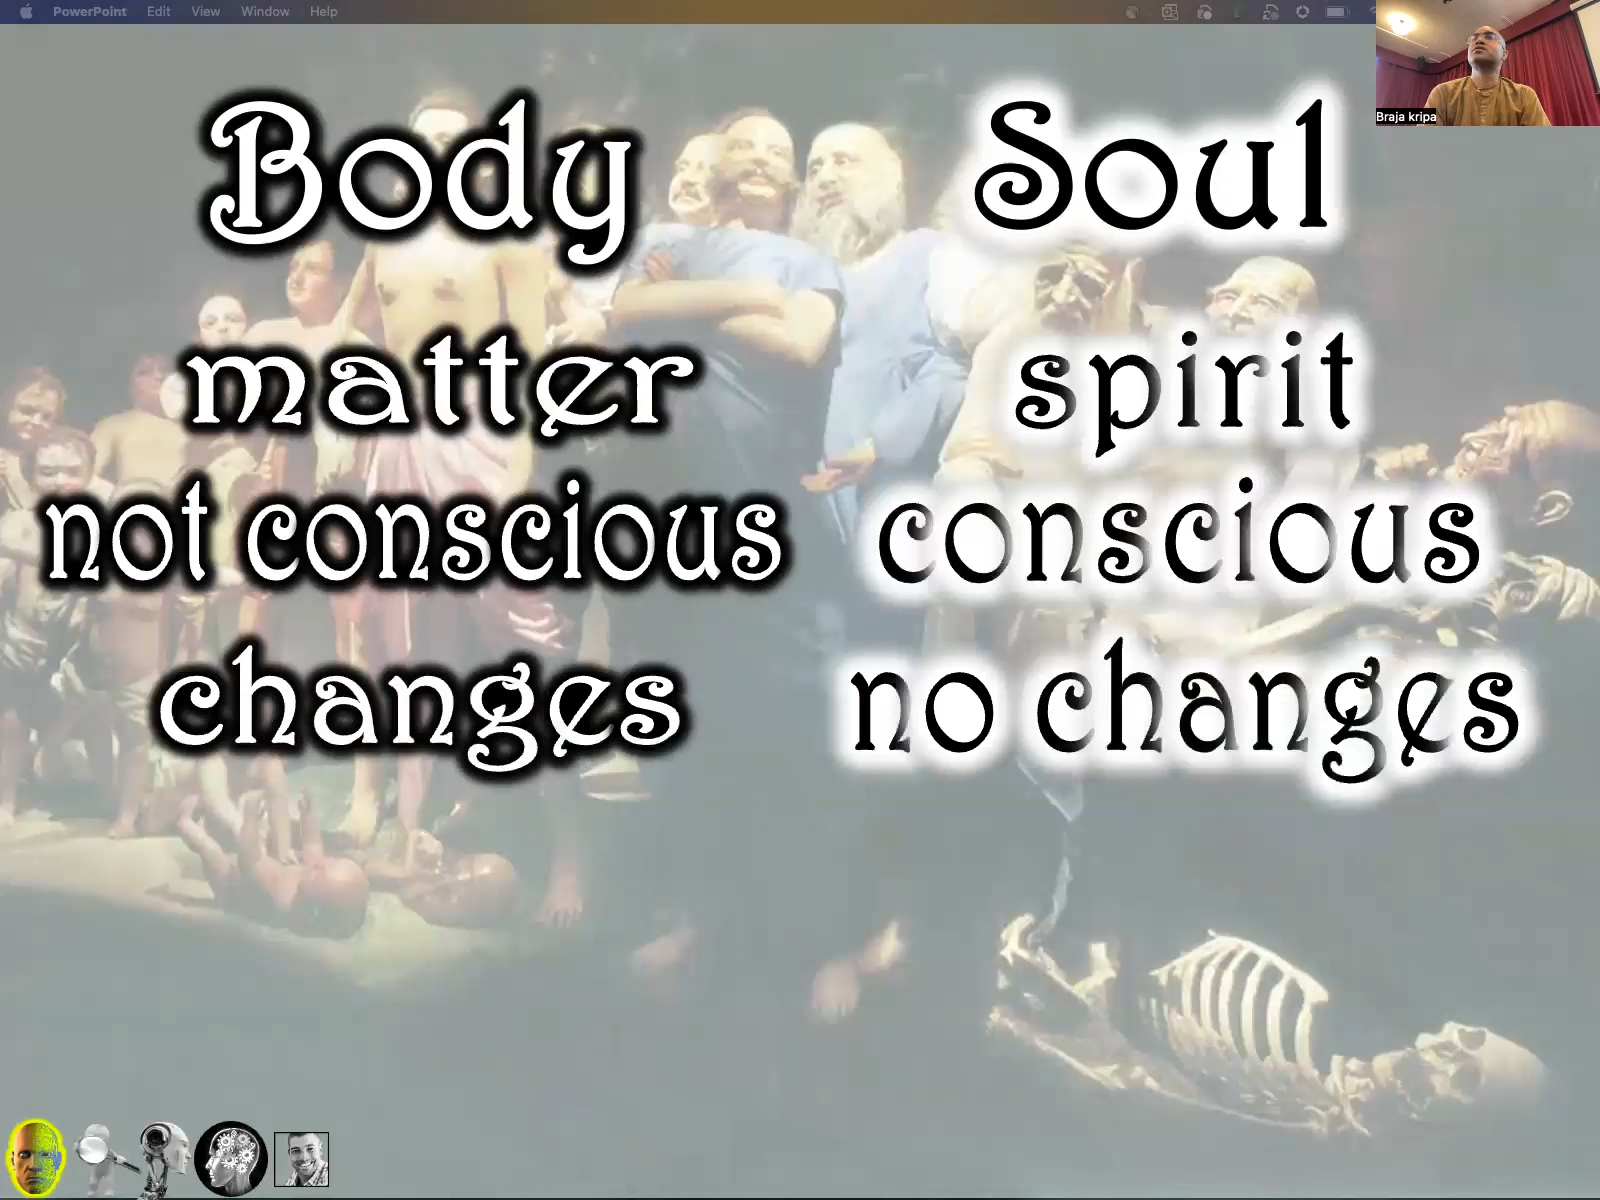 PowerPoint Edit View Window Help
Braja kripa
Body
Soul
matter
spirit
not conscious
conscious
changes
no changes